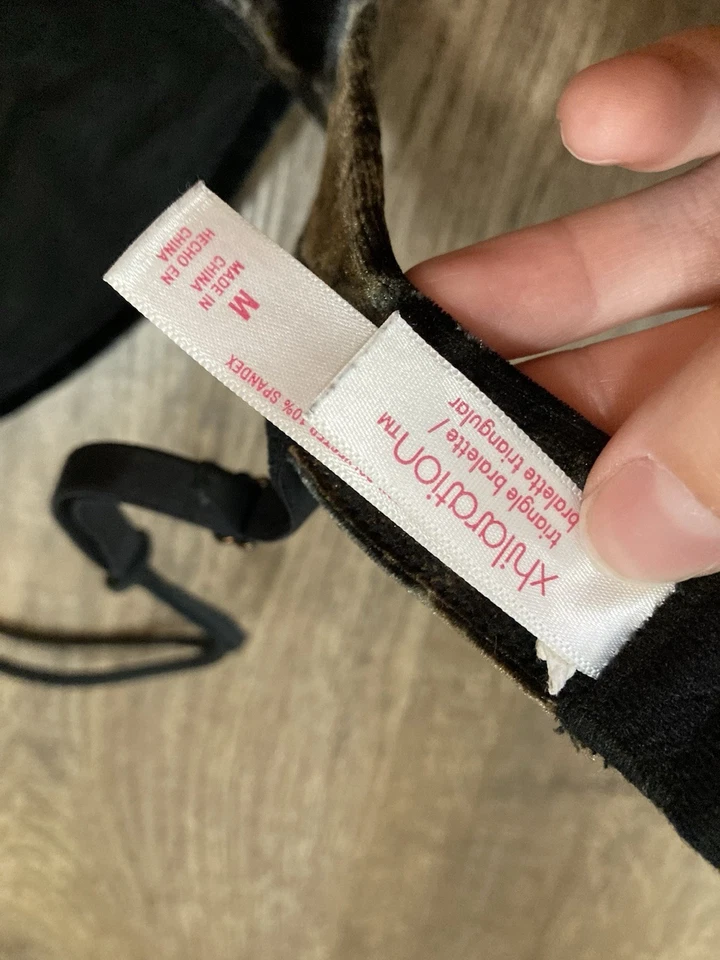 xhilaration™
triangle bralette /
bralette triangular
M
MADE IN
CHINA
HECHO EN
CHINA
10% SPANDEX